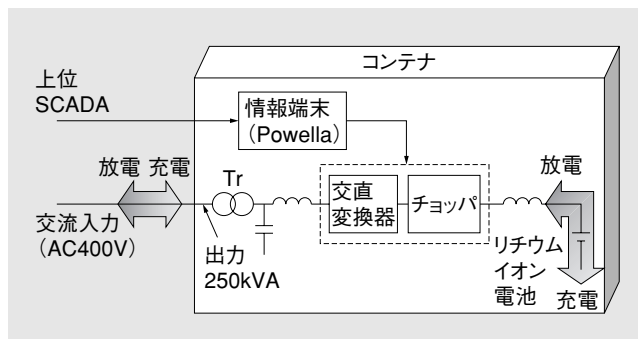 コンテナ
上位
SCADA
情報端末
(Powella)
放電 充電
Tr
交直
変換器
チョッパ
放電
交流入力
(AC400V)
出力
250kVA
リチウム
イオン
電池
充電